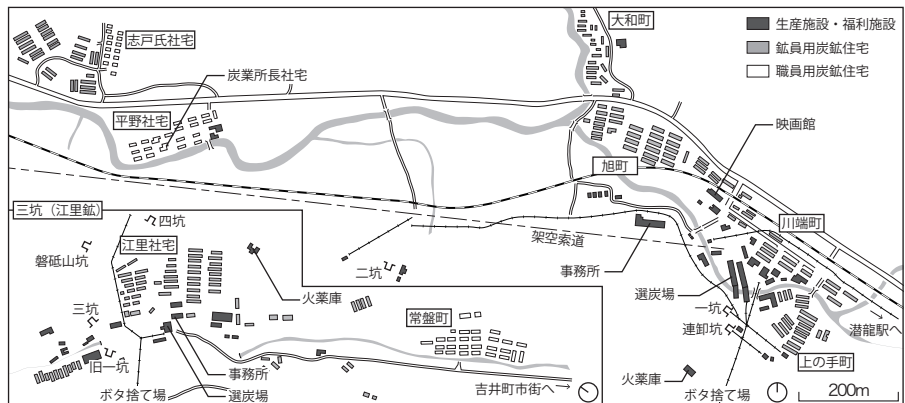 志戸氏社宅
大和町
生産施設・福利施設
鉱員用炭鉱住宅
職員用炭鉱住宅
炭業所長社宅
平野社宅
映画館
旭町
三坑（江里鉱）
四坑
江里社宅
磐砥山坑
架空索道
川端町
二坑
事務所
火薬庫
選炭場
三坑
常盤町
一坑
連卸坑
潜龍駅へ
旧一坑
上の手町
事務所
火薬庫
ボタ捨て場
選炭場
吉井町市街へ
ボタ捨て場
200m